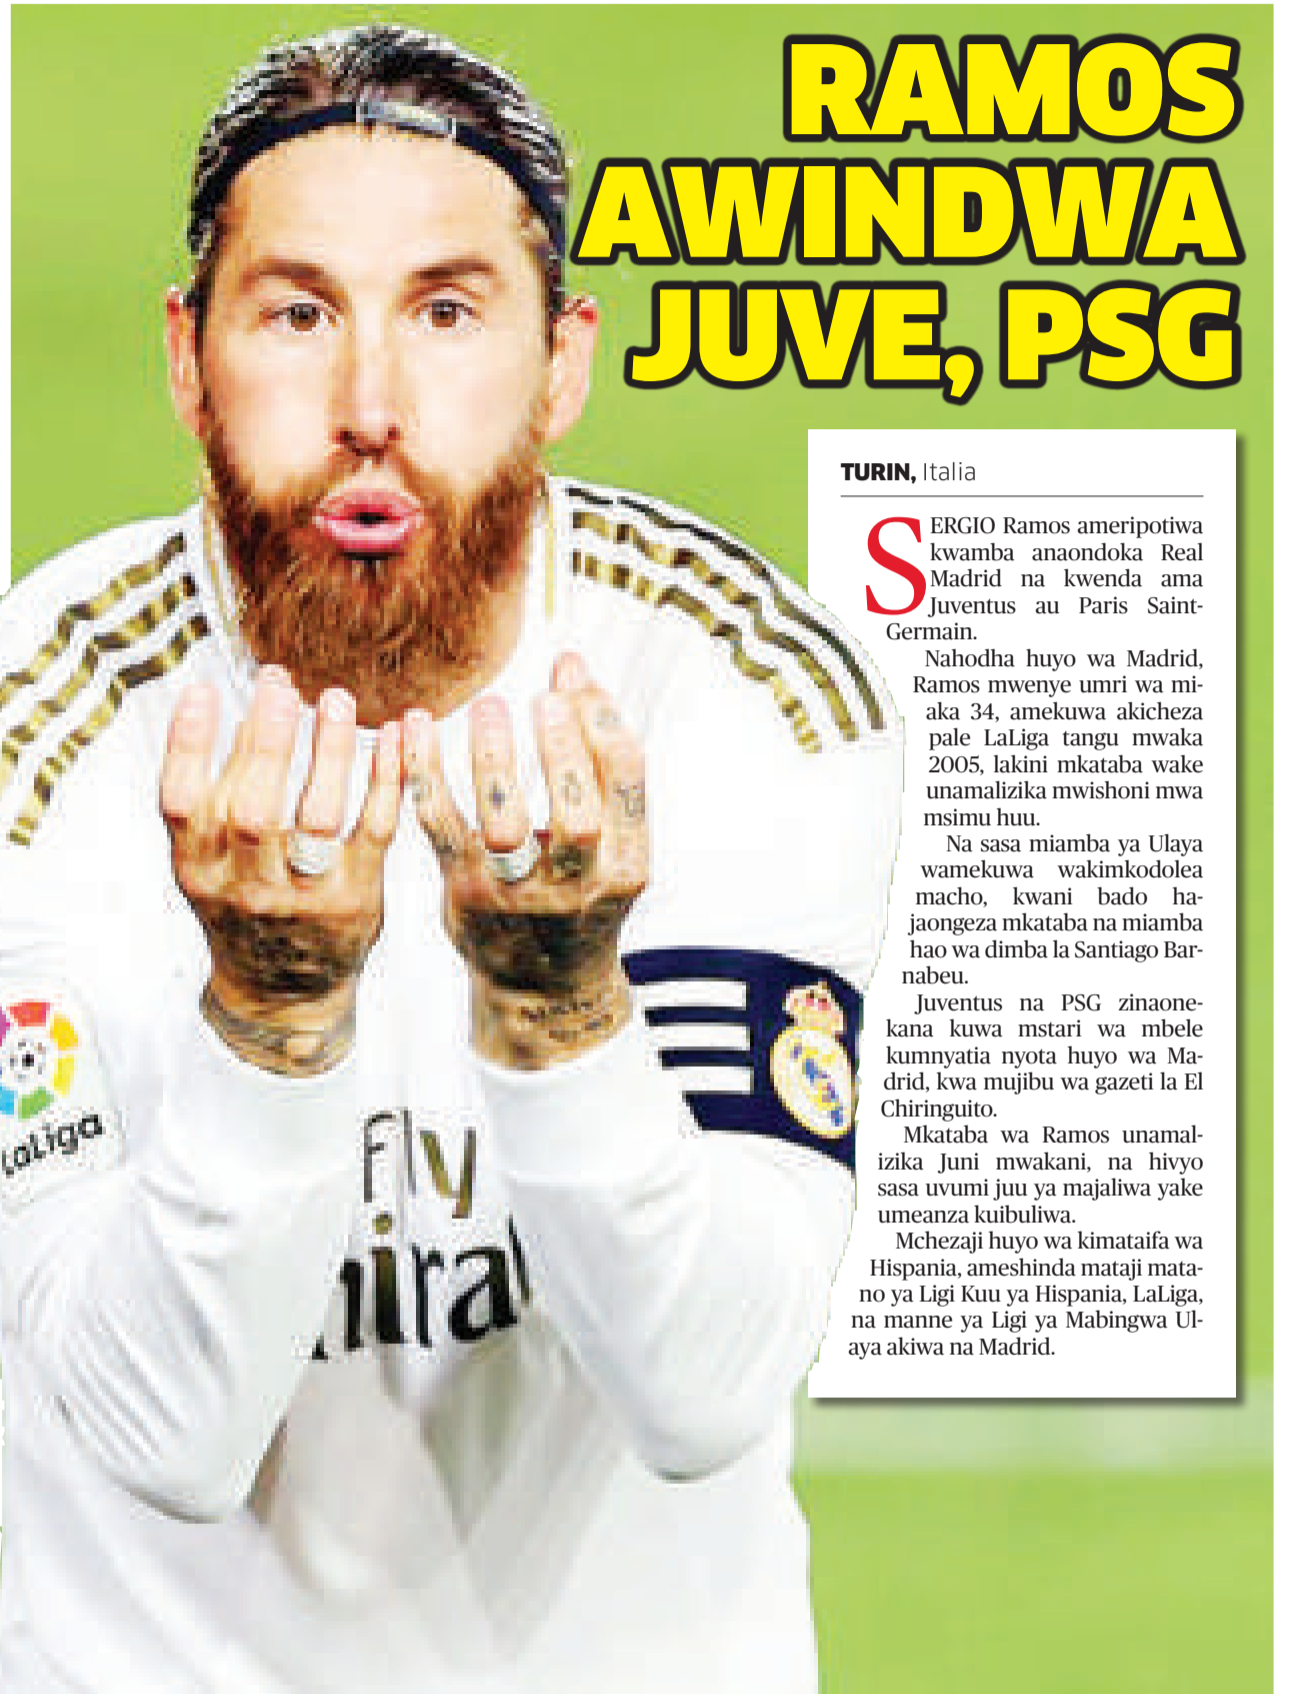 RAMOS
AWINDWA
JUVE, PSG
TURIN, Italia
SERGIO Ramos ameripotiwa
kwamba anaondoka Real
Madrid na kwenda ama
Juventus au Paris Saint-
Germain.
Nahodha huyo wa Madrid,
Ramos mwenye umri wa mi-
aka 34, amekuwa akicheza
pale LaLiga tangu mwaka
2005, lakini mkataba wake
unamalizika mwishoni mwa
msimu huu.
Na sasa miamba ya Ulaya
wamekuwa wakimkodolea
macho, kwani bado ha-
jaongeza mkataba na miamba
hao wa dimba la Santiago Bar-
nabeu.
Juventus na PSG zinaone-
kana kuwa mstari wa mbele
kumnyatia nyota huyo wa Ma-
drid, kwa mujibu wa gazeti la El
Chiringuito.
Mkataba wa Ramos unamal-
izika Juni mwakani, na hivyo
sasa uvumi juu ya majaliwa yake
umeanza kuibuliwa.
Mchezaji huyo wa kimataifa wa
Hispania, ameshinda mataji mata-
no ya Ligi Kuu ya Hispania, LaLiga,
na manne ya Ligi ya Mabingwa Ul-
aya akiwa na Madrid.
LaLiga
Fly